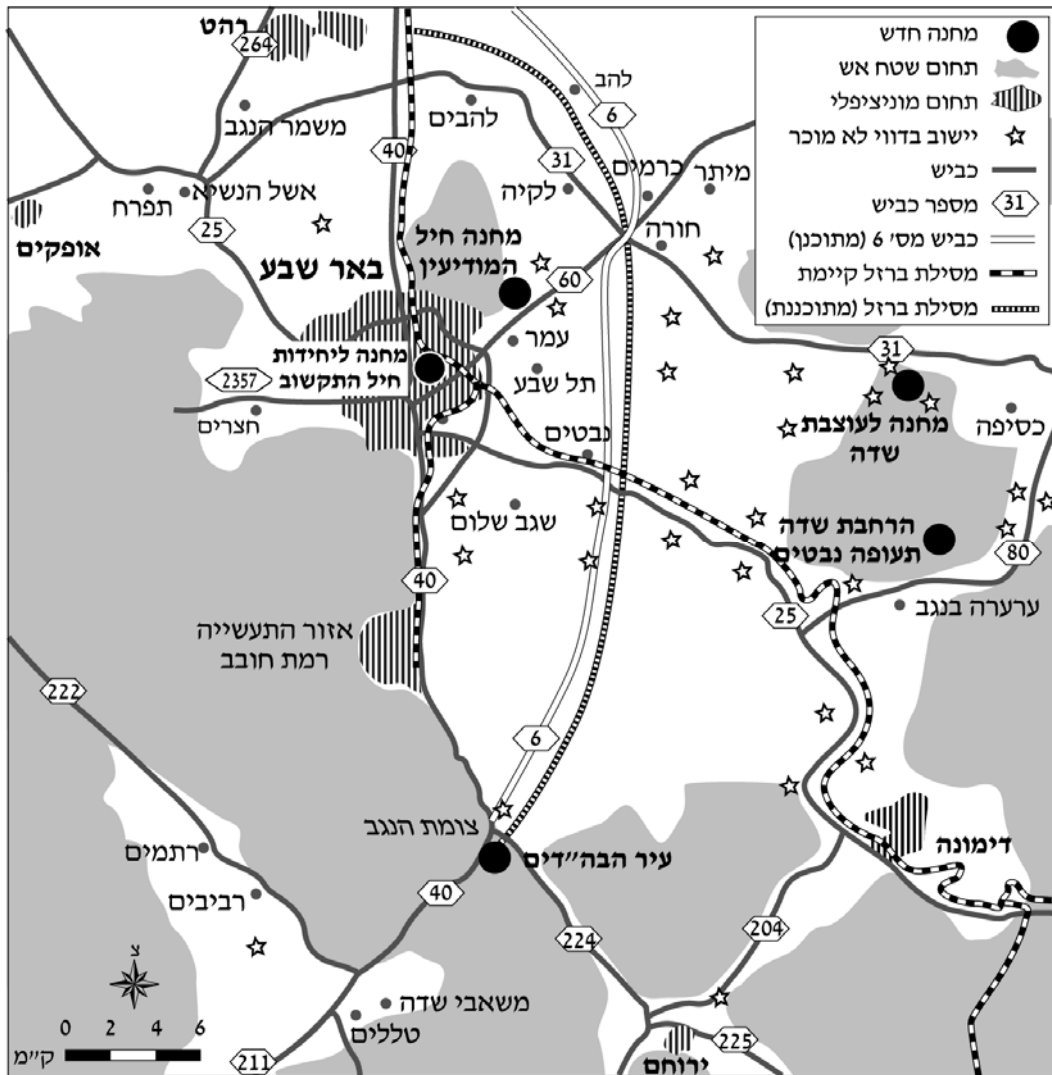 מחנה חדש
תחום שטח אש
תחום מוניציפלי
יישוב בדווי לא מוכר
כביש
מספר כביש
31
כביש מס' 6 (מתוכנן)
מסילת ברזל קיימת
מסילת ברזל (מתוכננת)
רהט
264
להב
6
משמר הנגב
להבים
40
31
כרמים
מיתר
לקיה
אשל הנשיא
תפרח
25
אופקים
חורה
מחנה חיל
המודיעין
באר שבע
60
עמר
מחנה ליחידות
חיל התקשוב
תל שבע
2357
חצרים
31
מחנה לעוצבת
שדה
כסיפה
נבטים
שגב שלום
הרחבת שדה
תעופה נבטים
80
40
25
ערערה בנגב
אזור התעשייה
רמת חובב
222
6
צומת הנגב
עיר הבה"דים
דימונה
רתמים
רביבים
40
224
204
צ
משאבי שדה
טללים
0 2 4 6
ק"מ
211
ירוחם
225